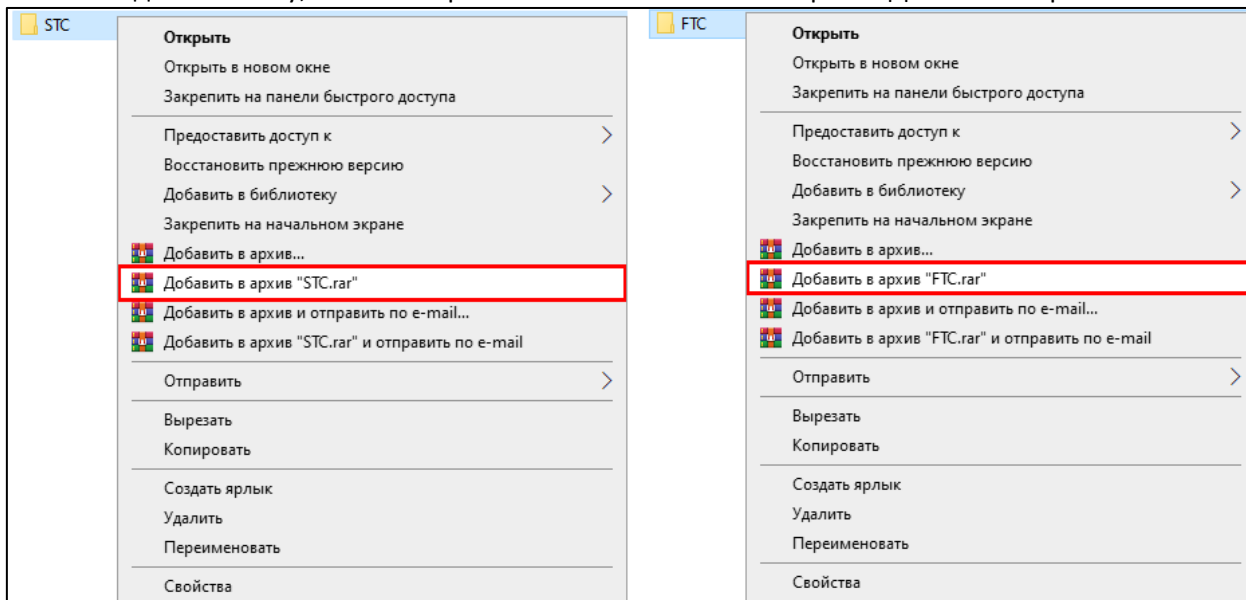 STC
Открыть
Открыть в новом окне
Закрепить на панели быстрого доступа
Предоставить доступ к
Восстановить прежнюю версию
Добавить в библиотеку
Закрепить на начальном экране
Добавить в архив...
Добавить в архив "STC.rar"
Добавить в архив и отправить по e-mail...
Добавить в архив "STC.rar" и отправить по e-mail
Отправить
Вырезать
Копировать
Создать ярлык
Удалить
Переименовать
Свойства
FTC
Открыть
Открыть в новом окне
Закрепить на панели быстрого доступа
Предоставить доступ к
Восстановить прежнюю версию
Добавить в библиотеку
Закрепить на начальном экране
Добавить в архив...
Добавить в архив "FTC.rar"
Добавить в архив и отправить по e-mail...
Добавить в архив "FTC.rar" и отправить по e-mail
Отправить
Вырезать
Копировать
Создать ярлык
Удалить
Переименовать
Свойства